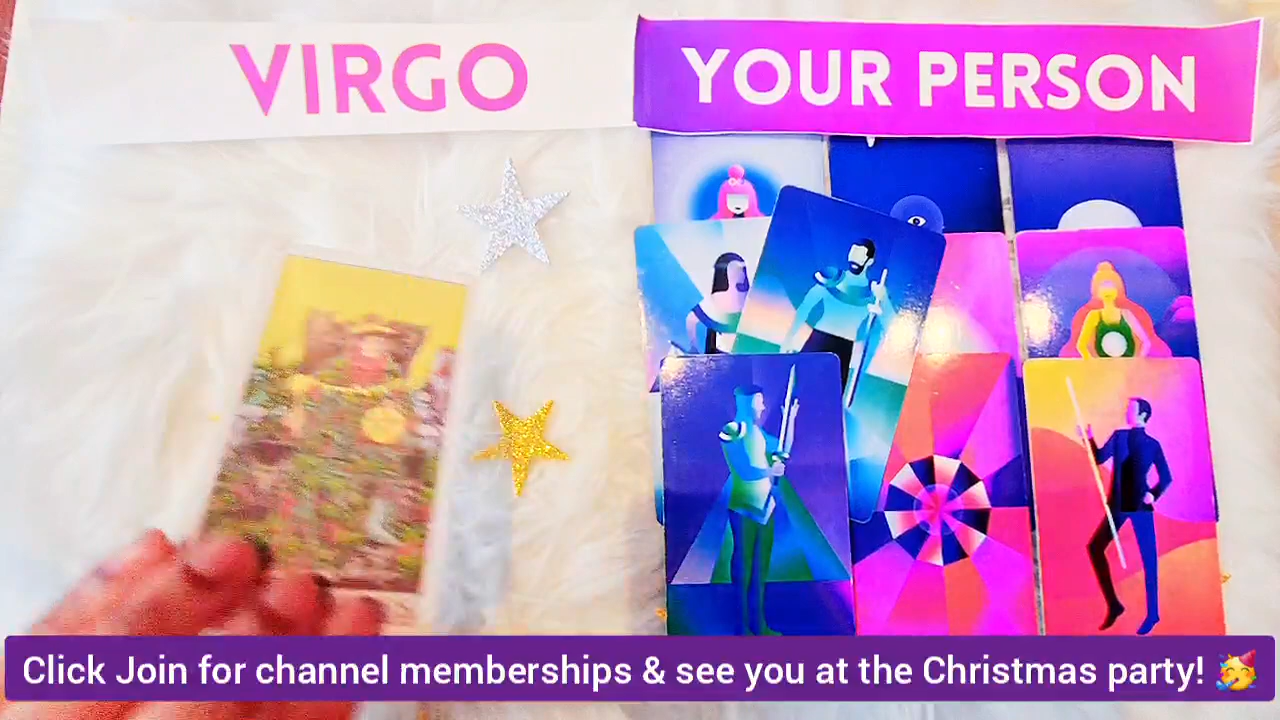 VIRGO
YOUR PERSON
Click Join for channel memberships & see you at the Christmas party! 🥳